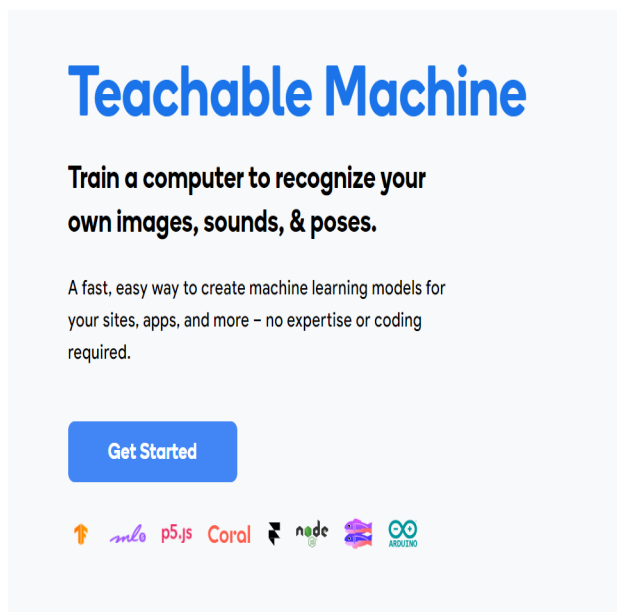 Teachable Machine
Train a computer to recognize your
own images, sounds, & poses.
A fast, easy way to create machine learning models for
your sites, apps, and more – no expertise or coding
required.
Get Started
ml5 p5.js Coral node ARDUINO